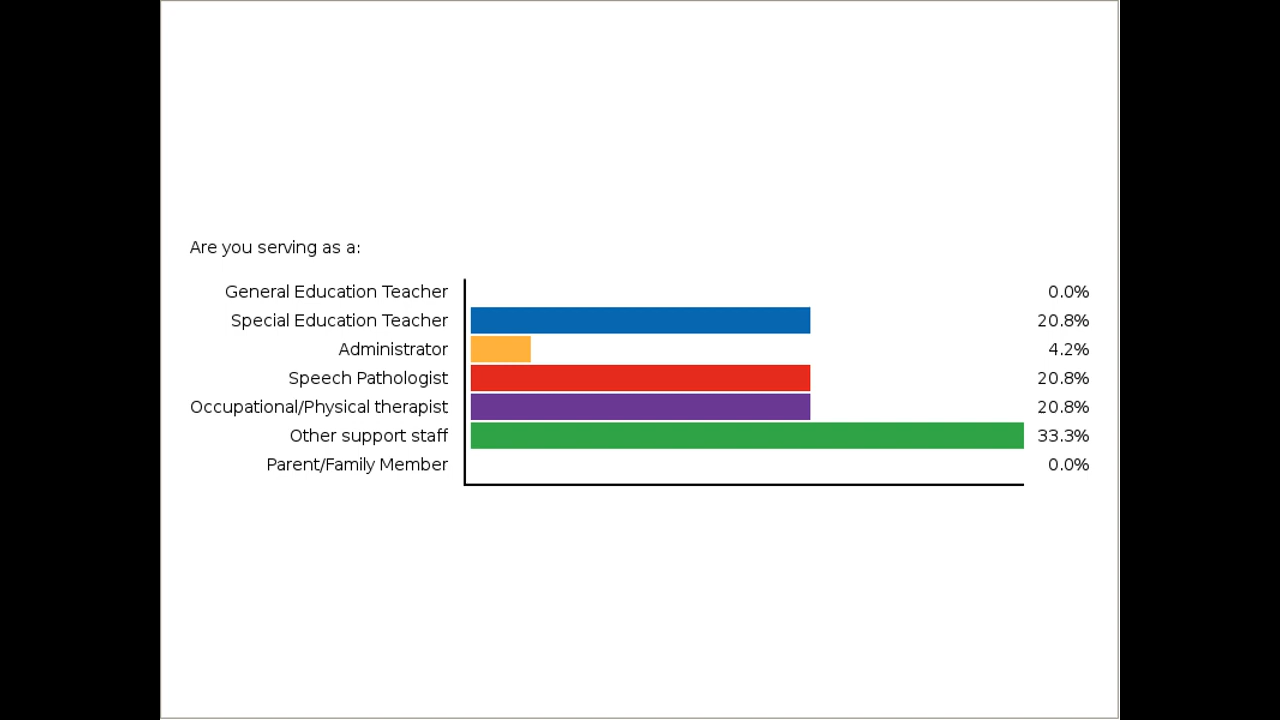 Are you serving as a:
General Education Teacher 0.0%
Special Education Teacher 20.8%
Administrator 4.2%
Speech Pathologist 20.8%
Occupational/Physical therapist 20.8%
Other support staff 33.3%
Parent/Family Member 0.0%